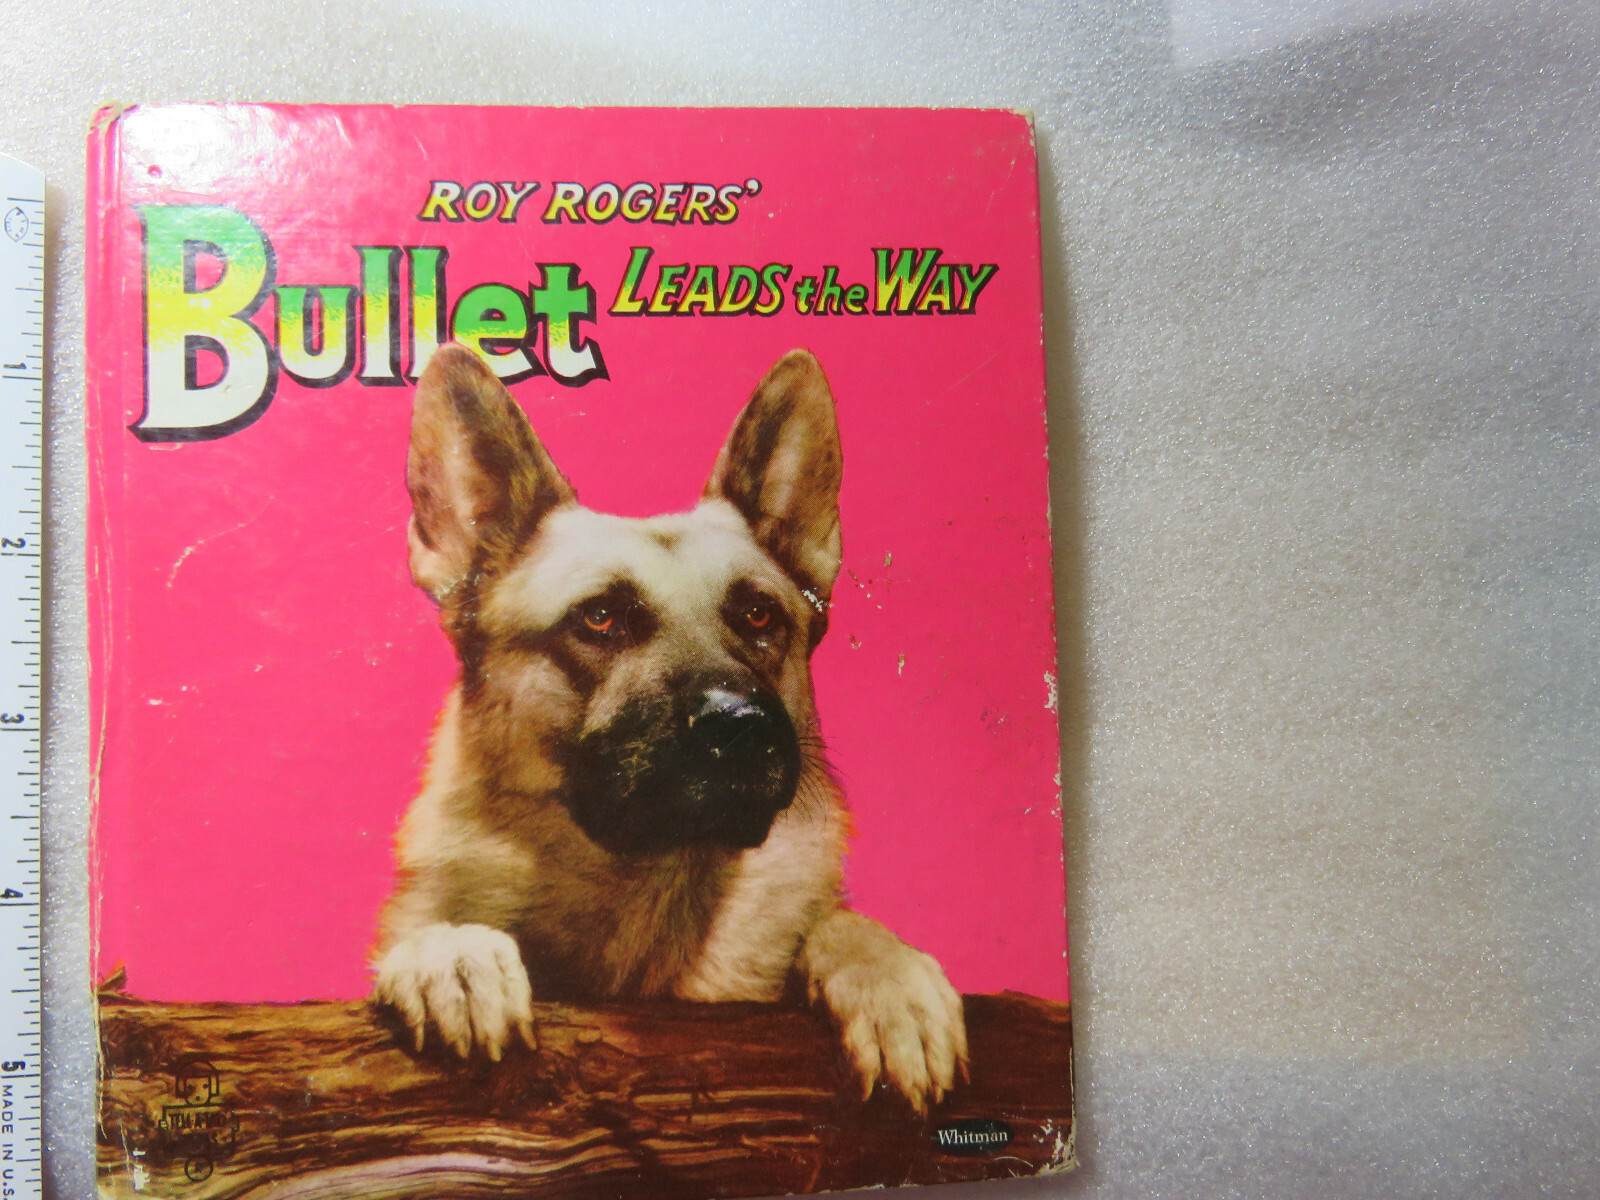 ROY ROGERS'
Bullet LEADS the WAY
Whitman
1
2
3
4
5
MADE IN U.S.